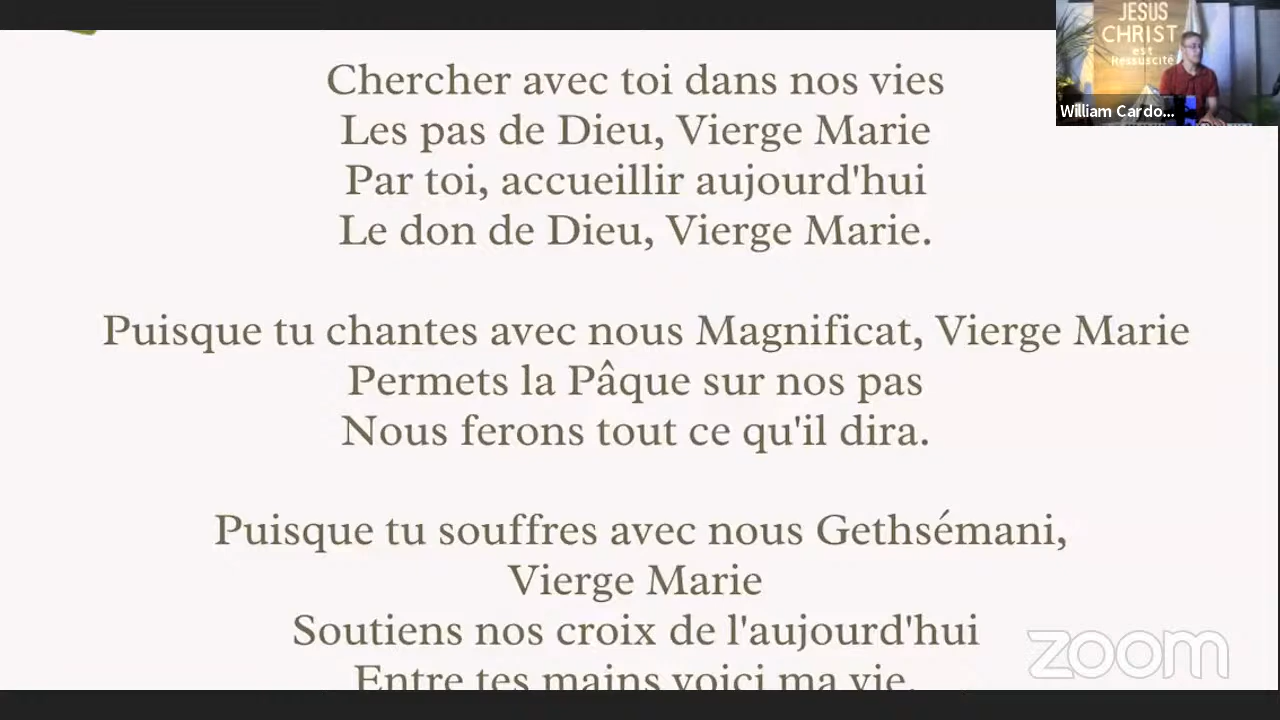 JESUS
CHRIST
est
Ressuscité
William Cardo...
Chercher avec toi dans nos vies
Les pas de Dieu, Vierge Marie
Par toi, accueillir aujourd'hui
Le don de Dieu, Vierge Marie.
Puisque tu chantes avec nous Magnificat, Vierge Marie
Permets la Pâque sur nos pas
Nous ferons tout ce qu'il dira.
Puisque tu souffres avec nous Gethsémani,
Vierge Marie
Soutiens nos croix de l'aujourd'hui
Entre tes mains voici ma vie.
zoom